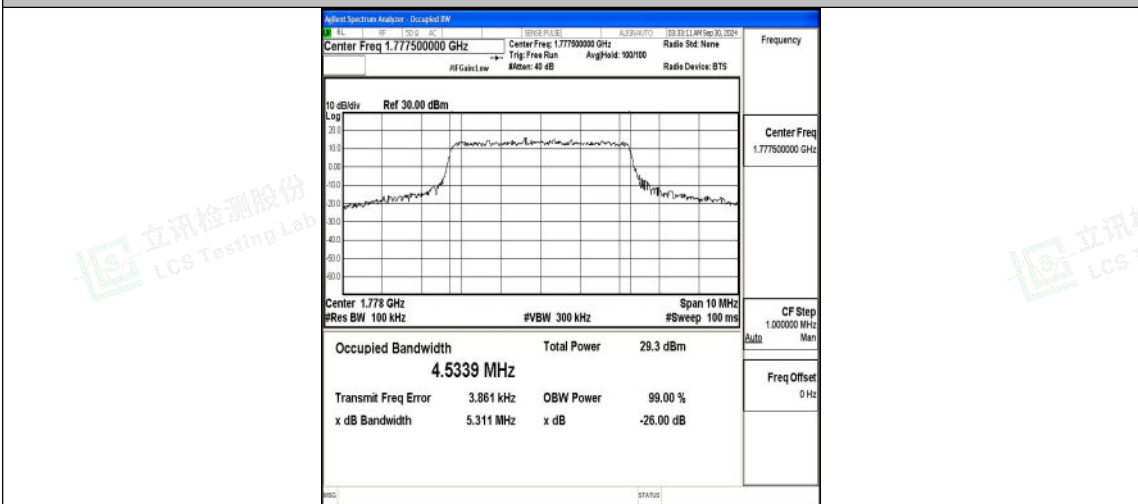 Agilent Spectrum Analyzer - Occupied BW
RL RF 50 Ω AC SENSE:PULSE ALIGNAUTO 03:33:11 AM Sep 30, 2024
Center Freq 1.777500000 GHz
Center Freq: 1.777500000 GHz
Radio Std: None
Trig: Free Run Avg|Hold: 100/100
#IFGain:Low #Atten: 40 dB Radio Device: BTS
Frequency
10 dB/div Ref 30.00 dBm
Log
20.0
10.0
0.00
-10.0
-20.0
-30.0
-40.0
-50.0
-60.0
Center Freq
1.777500000 GHz
Center 1.778 GHz Span 10 MHz
#Res BW 100 kHz #VBW 300 kHz #Sweep 100 ms
CF Step
1.000000 MHz
Auto Man
Occupied Bandwidth Total Power 29.3 dBm
4.5339 MHz
Transmit Freq Error 3.861 kHz OBW Power 99.00 %
x dB Bandwidth 5.311 MHz x dB -26.00 dB
Freq Offset
0 Hz
MSG STATUS
立讯检测股份
LCS Testing Lab
立讯
LCS T